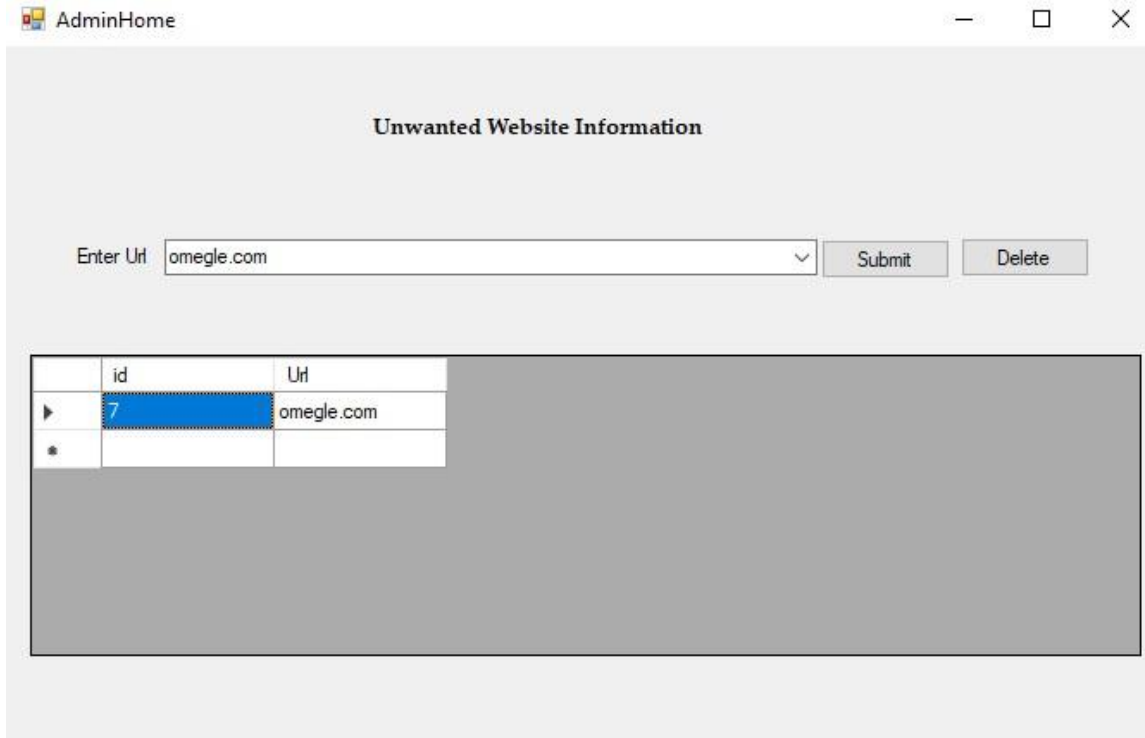 AdminHome
Unwanted Website Information
Enter Url omegle.com Submit Delete
id Url
7 omegle.com